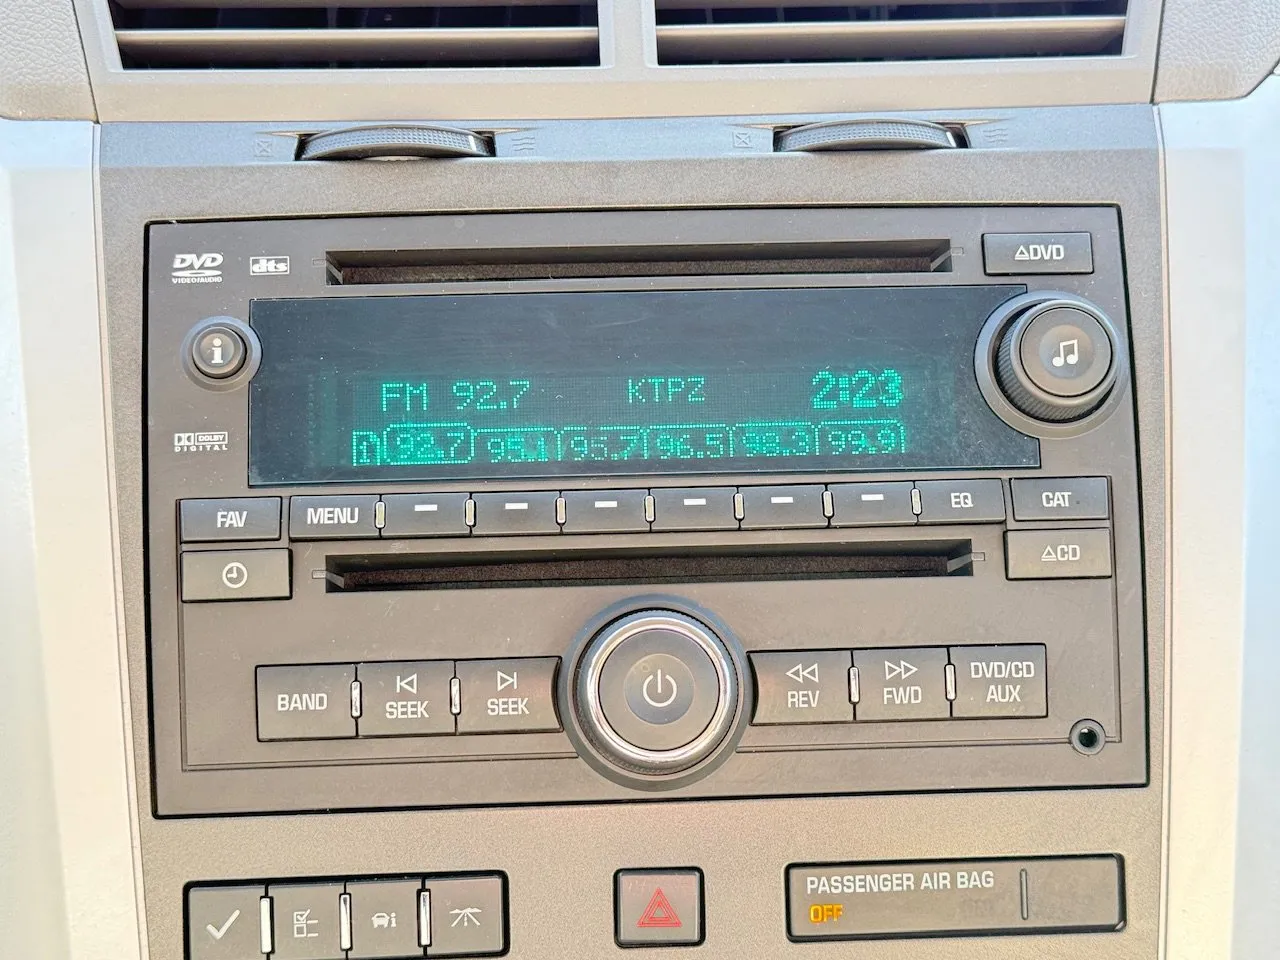 DVD
VIDEO/AUDIO
dts
DVD
i
FM 92.7 KTPZ 2:23
1 92.7 95.1 95.7 96.5 98.3 99.9
DOLBY
DIGITAL
FAV
MENU
EQ
CAT
CD
BAND
SEEK
SEEK
REV
FWD
DVD/CD
AUX
PASSENGER AIR BAG
OFF